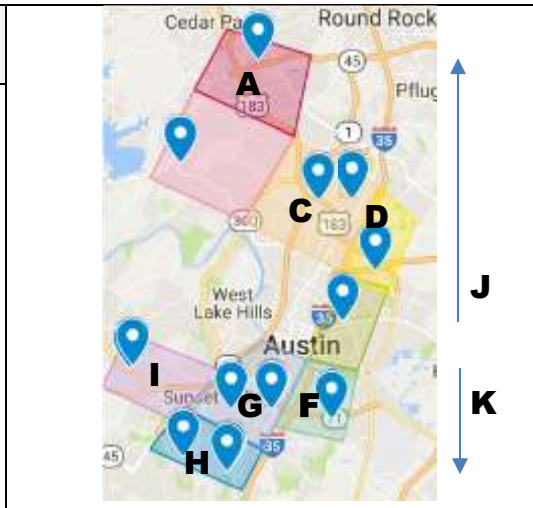 Cedar Pa
Round Rock
45
A
183
Pflug
1
35
C
360
183
D
West
Lake Hills
35
J
Austin
I
Sunset
G
F
71
K
H
35
45